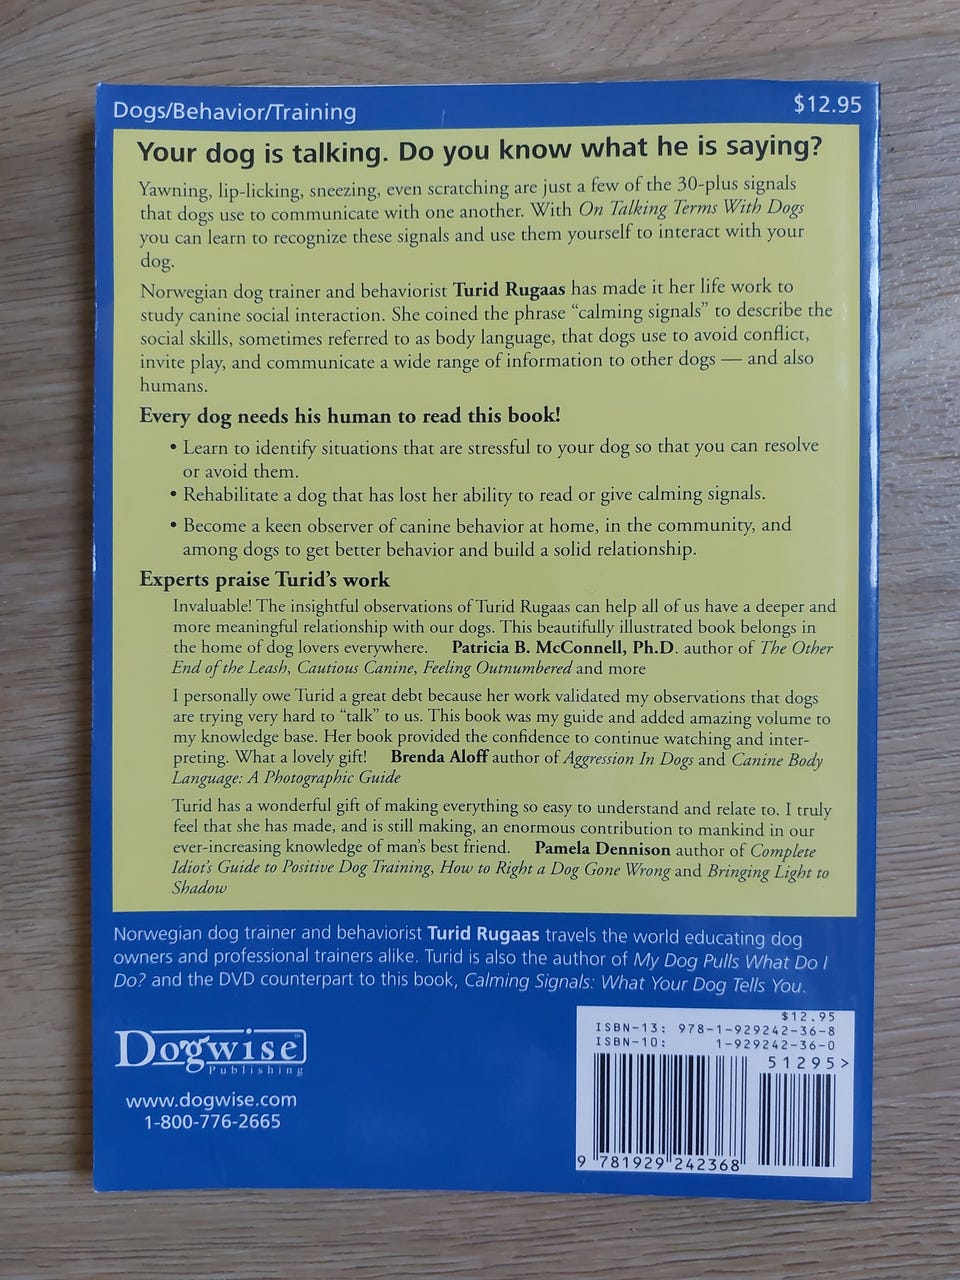 Dogs/Behavior/Training
$12.95
Your dog is talking. Do you know what he is saying?
Yawning, lip-licking, sneezing, even scratching are just a few of the 30-plus signals
that dogs use to communicate with one another. With On Talking Terms With Dogs
you can learn to recognize these signals and use them yourself to interact with your
dog.
Norwegian dog trainer and behaviorist Turid Rugaas has made it her life work to
study canine social interaction. She coined the phrase “calming signals” to describe the
social skills, sometimes referred to as body language, that dogs use to avoid conflict,
invite play, and communicate a wide range of information to other dogs — and also
humans.
Every dog needs his human to read this book!
• Learn to identify situations that are stressful to your dog so that you can resolve
or avoid them.
• Rehabilitate a dog that has lost her ability to read or give calming signals.
• Become a keen observer of canine behavior at home, in the community, and
among dogs to get better behavior and build a solid relationship.
Experts praise Turid’s work
Invaluable! The insightful observations of Turid Rugaas can help all of us have a deeper and
more meaningful relationship with our dogs. This beautifully illustrated book belongs in
the home of dog lovers everywhere. Patricia B. McConnell, Ph.D. author of The Other
End of the Leash, Cautious Canine, Feeling Outnumbered and more
I personally owe Turid a great debt because her work validated my observations that dogs
are trying very hard to “talk” to us. This book was my guide and added amazing volume to
my knowledge base. Her book provided the confidence to continue watching and inter-
preting. What a lovely gift! Brenda Aloff author of Aggression In Dogs and Canine Body
Language: A Photographic Guide
Turid has a wonderful gift of making everything so easy to understand and relate to. I truly
feel that she has made, and is still making, an enormous contribution to mankind in our
ever-increasing knowledge of man’s best friend. Pamela Dennison author of Complete
Idiot’s Guide to Positive Dog Training, How to Right a Dog Gone Wrong and Bringing Light to
Shadow
Norwegian dog trainer and behaviorist Turid Rugaas travels the world educating dog
owners and professional trainers alike. Turid is also the author of My Dog Pulls What Do I
Do? and the DVD counterpart to this book, Calming Signals: What Your Dog Tells You.
Dogwise™
Publishing
www.dogwise.com
1-800-776-2665
$12.95
ISBN-13: 978-1-929242-36-8
ISBN-10: 1-929242-36-0
51295>
9 781929 242368